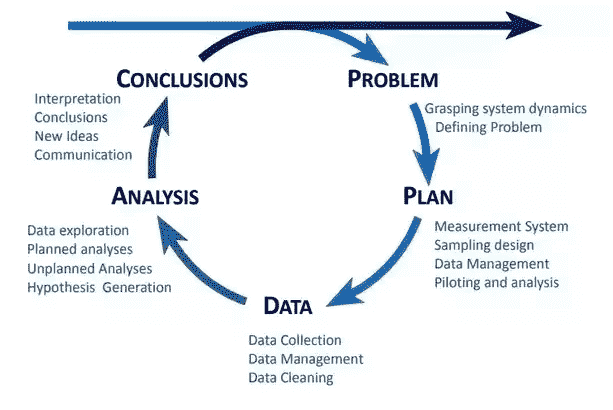 CONCLUSIONS
Interpretation
Conclusions
New Ideas
Communication
PROBLEM
Grasping system dynamics
Defining Problem
ANALYSIS
Data exploration
Planned analyses
Unplanned Analyses
Hypothesis Generation
PLAN
Measurement System
Sampling design
Data Management
Piloting and analysis
DATA
Data Collection
Data Management
Data Cleaning